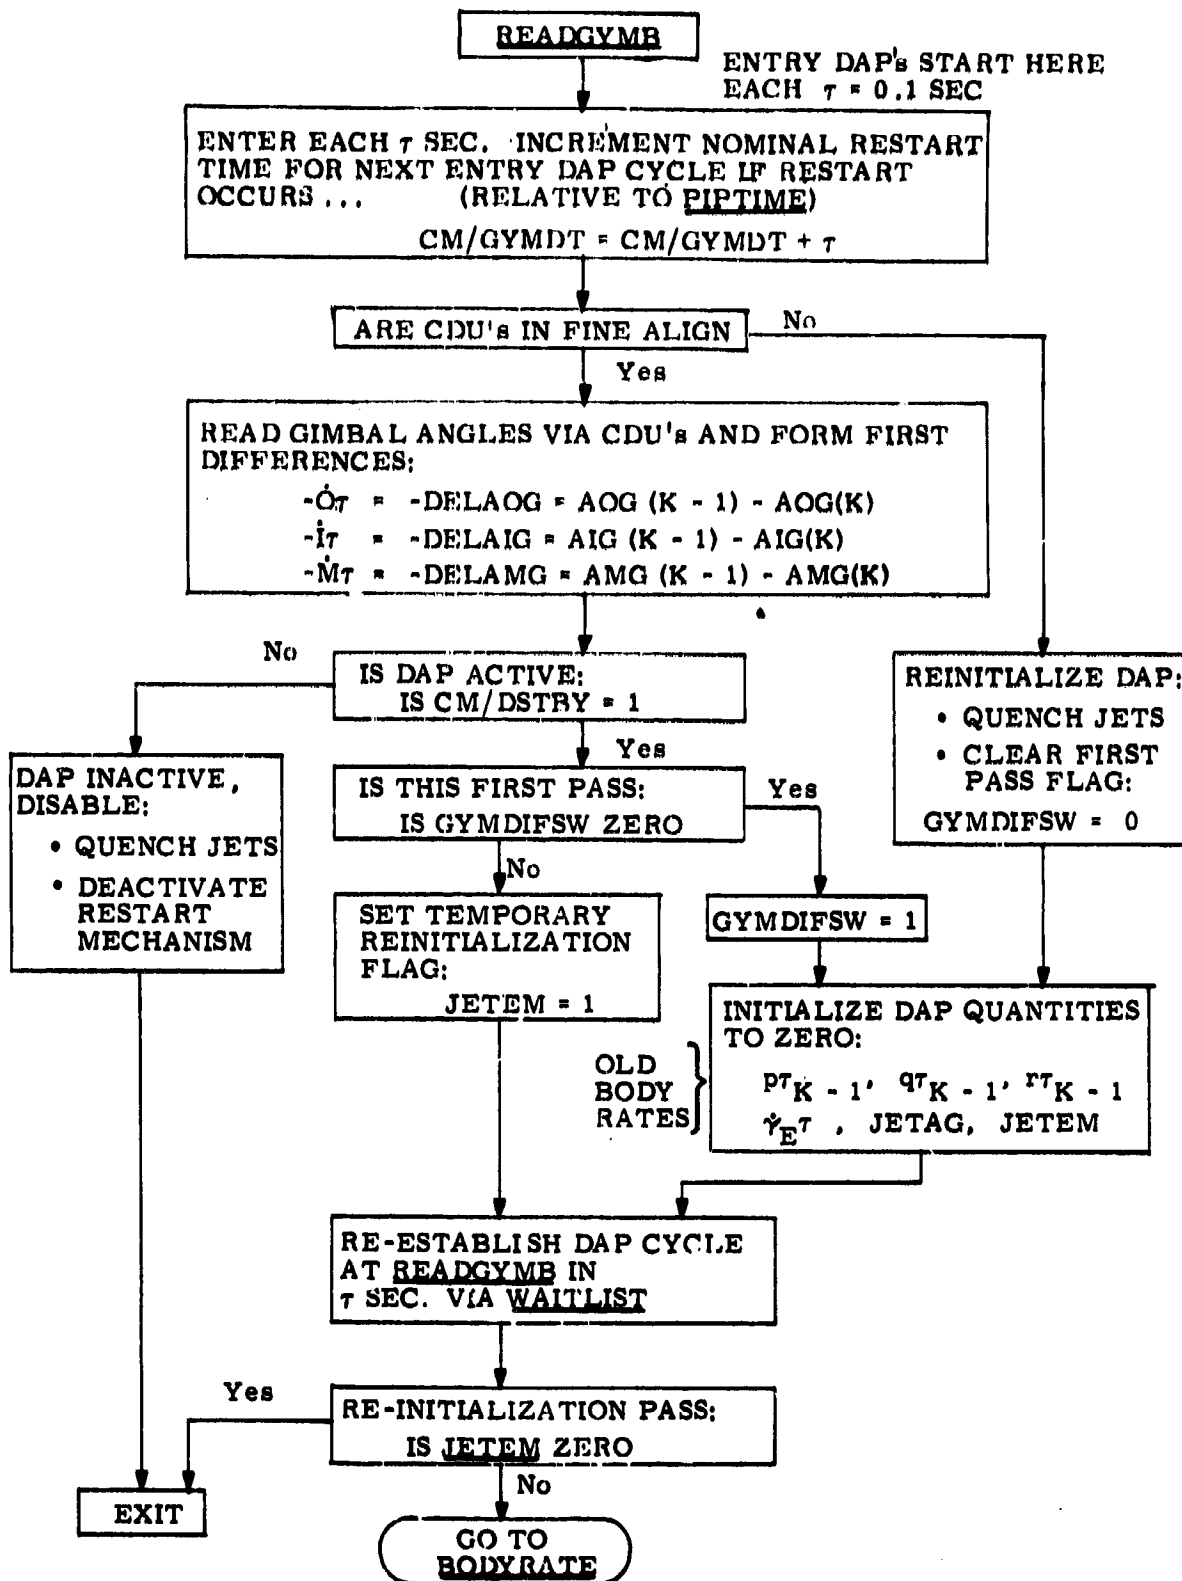 READGYMB
ENTRY DAP's START HERE
EACH τ = 0.1 SEC
ENTER EACH τ SEC. INCREMENT NOMINAL RESTART
TIME FOR NEXT ENTRY DAP CYCLE IF RESTART
OCCURS ... (RELATIVE TO PIPTIME)
CM/GYMDT = CM/GYMDT + τ
ARE CDU's IN FINE ALIGN
No
Yes
READ GIMBAL ANGLES VIA CDU's AND FORM FIRST
DIFFERENCES:
-Ȯτ = -DELAOG = AOG (K - 1) - AOG(K)
-İτ = -DELAIG = AIG (K - 1) - AIG(K)
-Ṁτ = -DELAMG = AMG (K - 1) - AMG(K)
No
IS DAP ACTIVE:
IS CM/DSTBY = 1
Yes
REINITIALIZE DAP:
• QUENCH JETS
• CLEAR FIRST
PASS FLAG:
GYMDIFSW = 0
DAP INACTIVE,
DISABLE:
• QUENCH JETS
• DEACTIVATE
RESTART
MECHANISM
IS THIS FIRST PASS:
IS GYMDIFSW ZERO
Yes
No
SET TEMPORARY
REINITIALIZATION
FLAG:
JETEM = 1
GYMDIFSW = 1
OLD
BODY
RATES
INITIALIZE DAP QUANTITIES
TO ZERO:
pτK - 1, qτK - 1, rτK - 1
γ̇Eτ , JETAG, JETEM
RE-ESTABLISH DAP CYCLE
AT READGYMB IN
τ SEC. VIA WAITLIST
Yes
RE-INITIALIZATION PASS:
IS JETEM ZERO
No
EXIT
GO TO
BODYRATE